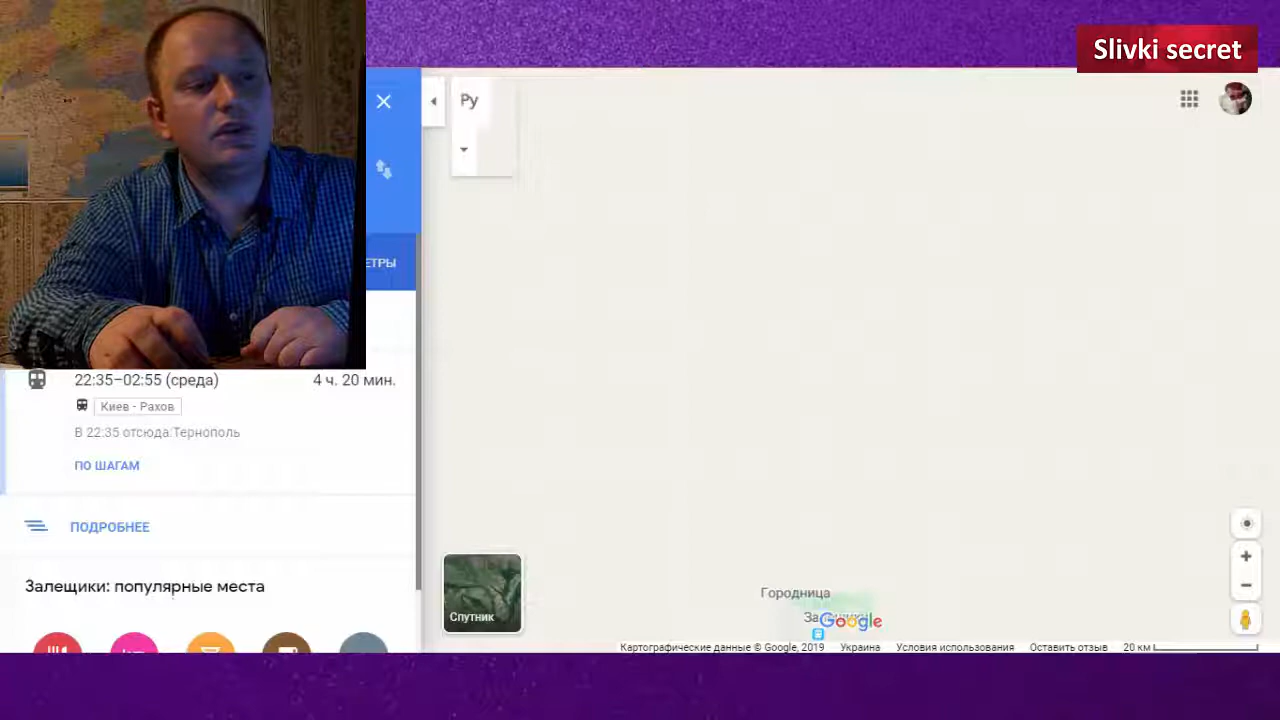 Slivki secret
Ру
ЕТРЫ
22:35–02:55 (среда)
4 ч. 20 мин.
Киев - Рахов
В 22:35 отсюда:Тернополь
ПО ШАГАМ
ПОДРОБНЕЕ
Залещики: популярные места
Спутник
Городница
Google
Картографические данные © Google, 2019
Украина
Условия использования
Оставить отзыв
20 км